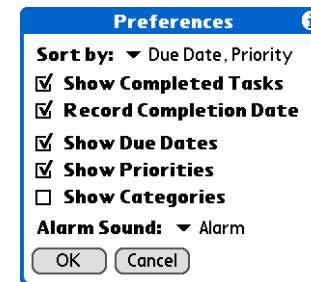 Preferences
Sort by: Due Date, Priority
Show Completed Tasks
Record Completion Date
Show Due Dates
Show Priorities
Show Categories
Alarm Sound: Alarm
OK Cancel